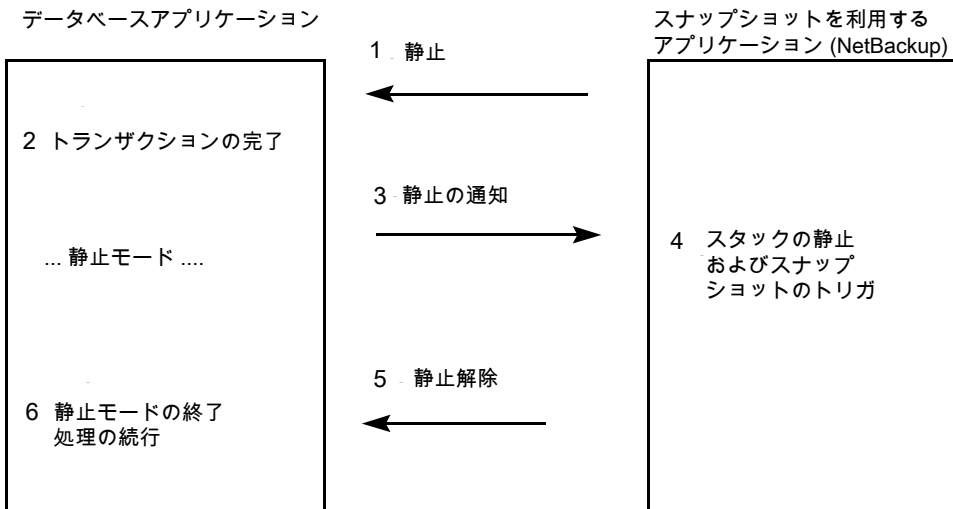 データベースアプリケーション
スナップショットを利用する
アプリケーション (NetBackup)
1 静止
2 トランザクションの完了
3 静止の通知
... 静止モード ....
4 スタックの静止
およびスナップ
ショットのトリガ
5 静止解除
6 静止モードの終了
処理の続行